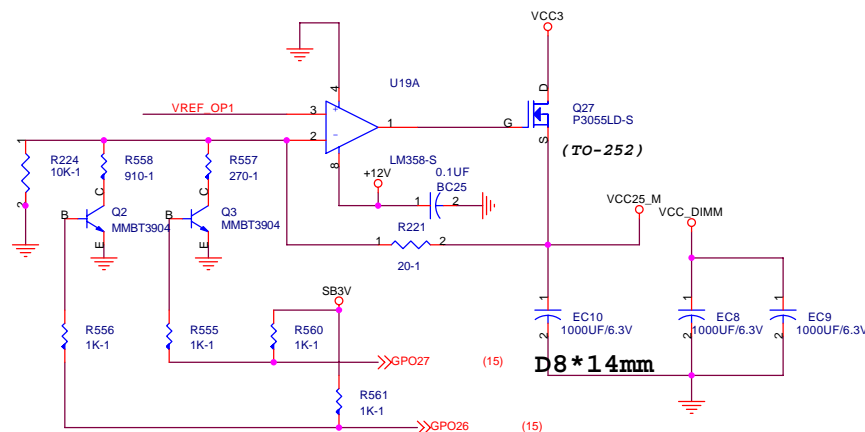 VCC3
4
U19A
D
VREF_OP1
3
+
1
G
Q27
P3055LD-S
2
−
S
(TO-252)
1
8
LM358-S
R224
10K-1
R558
910-1
R557
270-1
+12V
0.1UF
1
2
BC25
VCC25_M
VCC_DIMM
2
C
C
B
Q2
MMBT3904
B
Q3
MMBT3904
E
E
R221
1
2
20-1
SB3V
1
EC10
1000UF/6.3V
2
1
EC8
1000UF/6.3V
2
1
EC9
1000UF/6.3V
2
R556
1K-1
R555
1K-1
R560
1K-1
GPO27
(15)
D8*14mm
R561
1K-1
GPO26
(15)